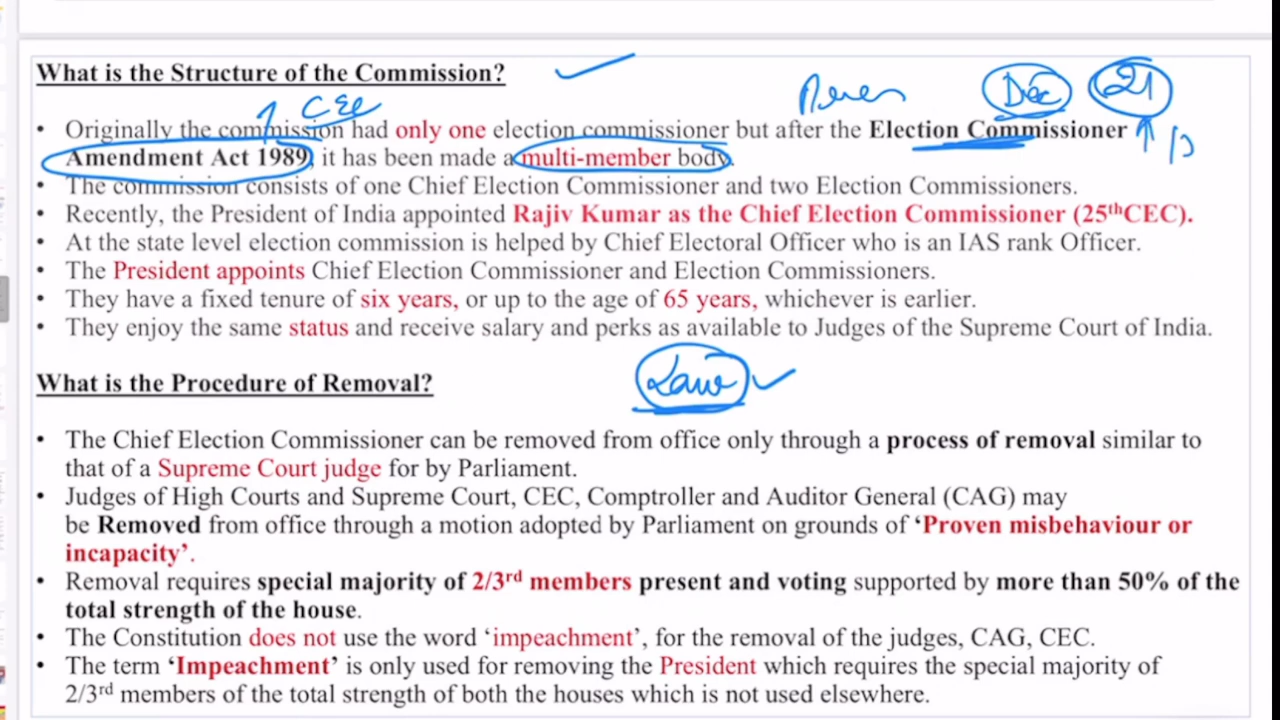 What is the Structure of the Commission?
Dec 21
CEC
• Originally the commission had only one election commissioner but after the Election Commissioner
Amendment Act 1989, it has been made a multi-member body.
• The commission consists of one Chief Election Commissioner and two Election Commissioners.
• Recently, the President of India appointed Rajiv Kumar as the Chief Election Commissioner (25thCEC).
• At the state level election commission is helped by Chief Electoral Officer who is an IAS rank Officer.
• The President appoints Chief Election Commissioner and Election Commissioners.
• They have a fixed tenure of six years, or up to the age of 65 years, whichever is earlier.
• They enjoy the same status and receive salary and perks as available to Judges of the Supreme Court of India.
Law
What is the Procedure of Removal?
• The Chief Election Commissioner can be removed from office only through a process of removal similar to
that of a Supreme Court judge for by Parliament.
• Judges of High Courts and Supreme Court, CEC, Comptroller and Auditor General (CAG) may
be Removed from office through a motion adopted by Parliament on grounds of ‘Proven misbehaviour or
incapacity’.
• Removal requires special majority of 2/3rd members present and voting supported by more than 50% of the
total strength of the house.
• The Constitution does not use the word ‘impeachment’, for the removal of the judges, CAG, CEC.
• The term ‘Impeachment’ is only used for removing the President which requires the special majority of
2/3rd members of the total strength of both the houses which is not used elsewhere.